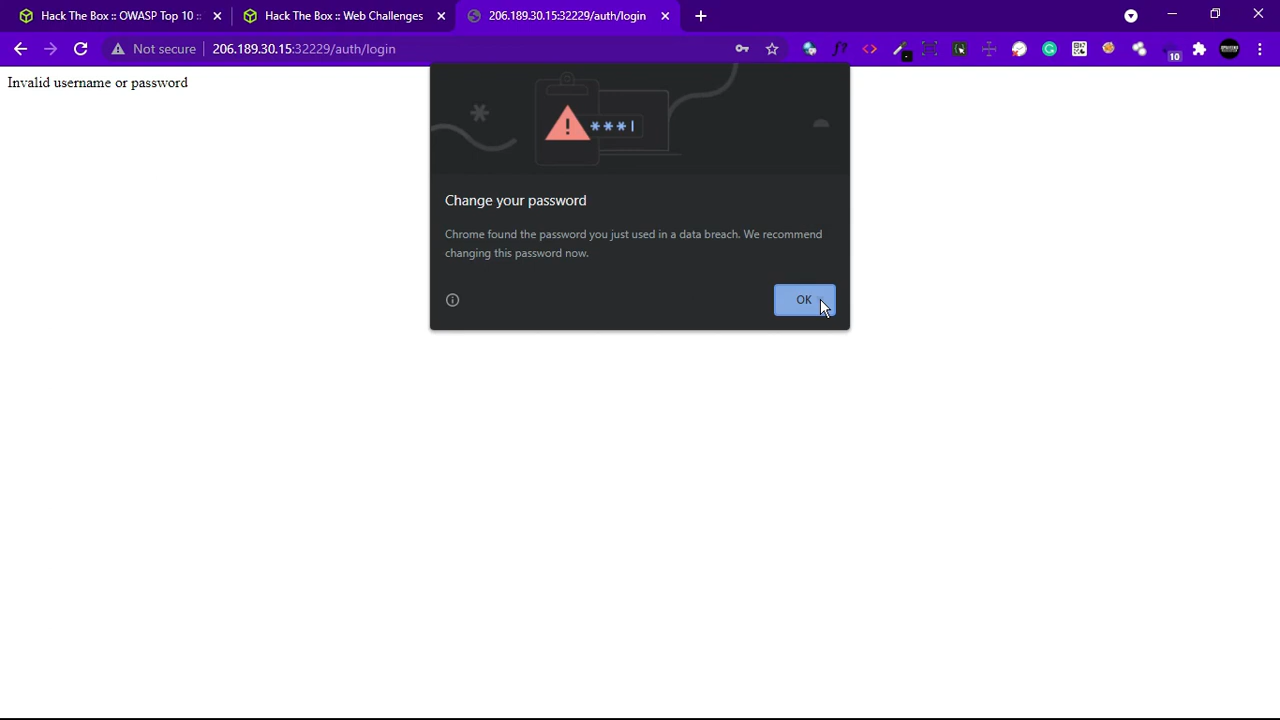 Hack The Box :: OWASP Top 10 ::
Hack The Box :: Web Challenges
206.189.30.15:32229/auth/login
Not secure
206.189.30.15:32229/auth/login
f?
10
Invalid username or password
***|
Change your password
Chrome found the password you just used in a data breach. We recommend
changing this password now.
OK